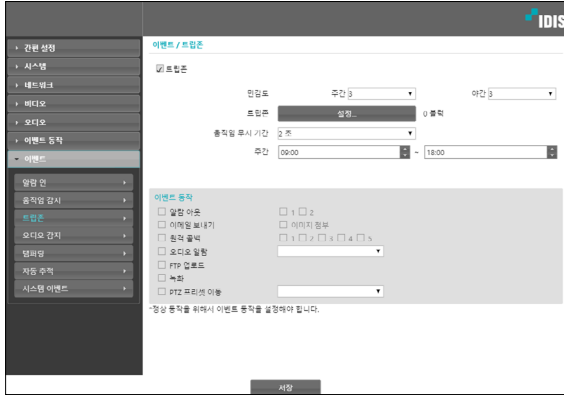 IDIS
간편 설정
시스템
네트워크
비디오
오디오
이벤트 동작
이벤트
알람 인
움직임 감지
트립존
오디오 감지
탬퍼링
자동 추적
시스템 이벤트
이벤트 / 트립존
트립존
민감도 주간 3 야간 3
트립존 설정... 0 블럭
움직임 무시 기간 2 초
주간 09:00 ~ 18:00
이벤트 동작
알람 아웃 1 2
이메일 보내기 이미지 첨부
원격 콜백 1 2 3 4 5
오디오 알람
FTP 업로드
녹화
PTZ 프리셋 이동
*정상 동작을 위해서 이벤트 동작을 설정해야 합니다.
저장